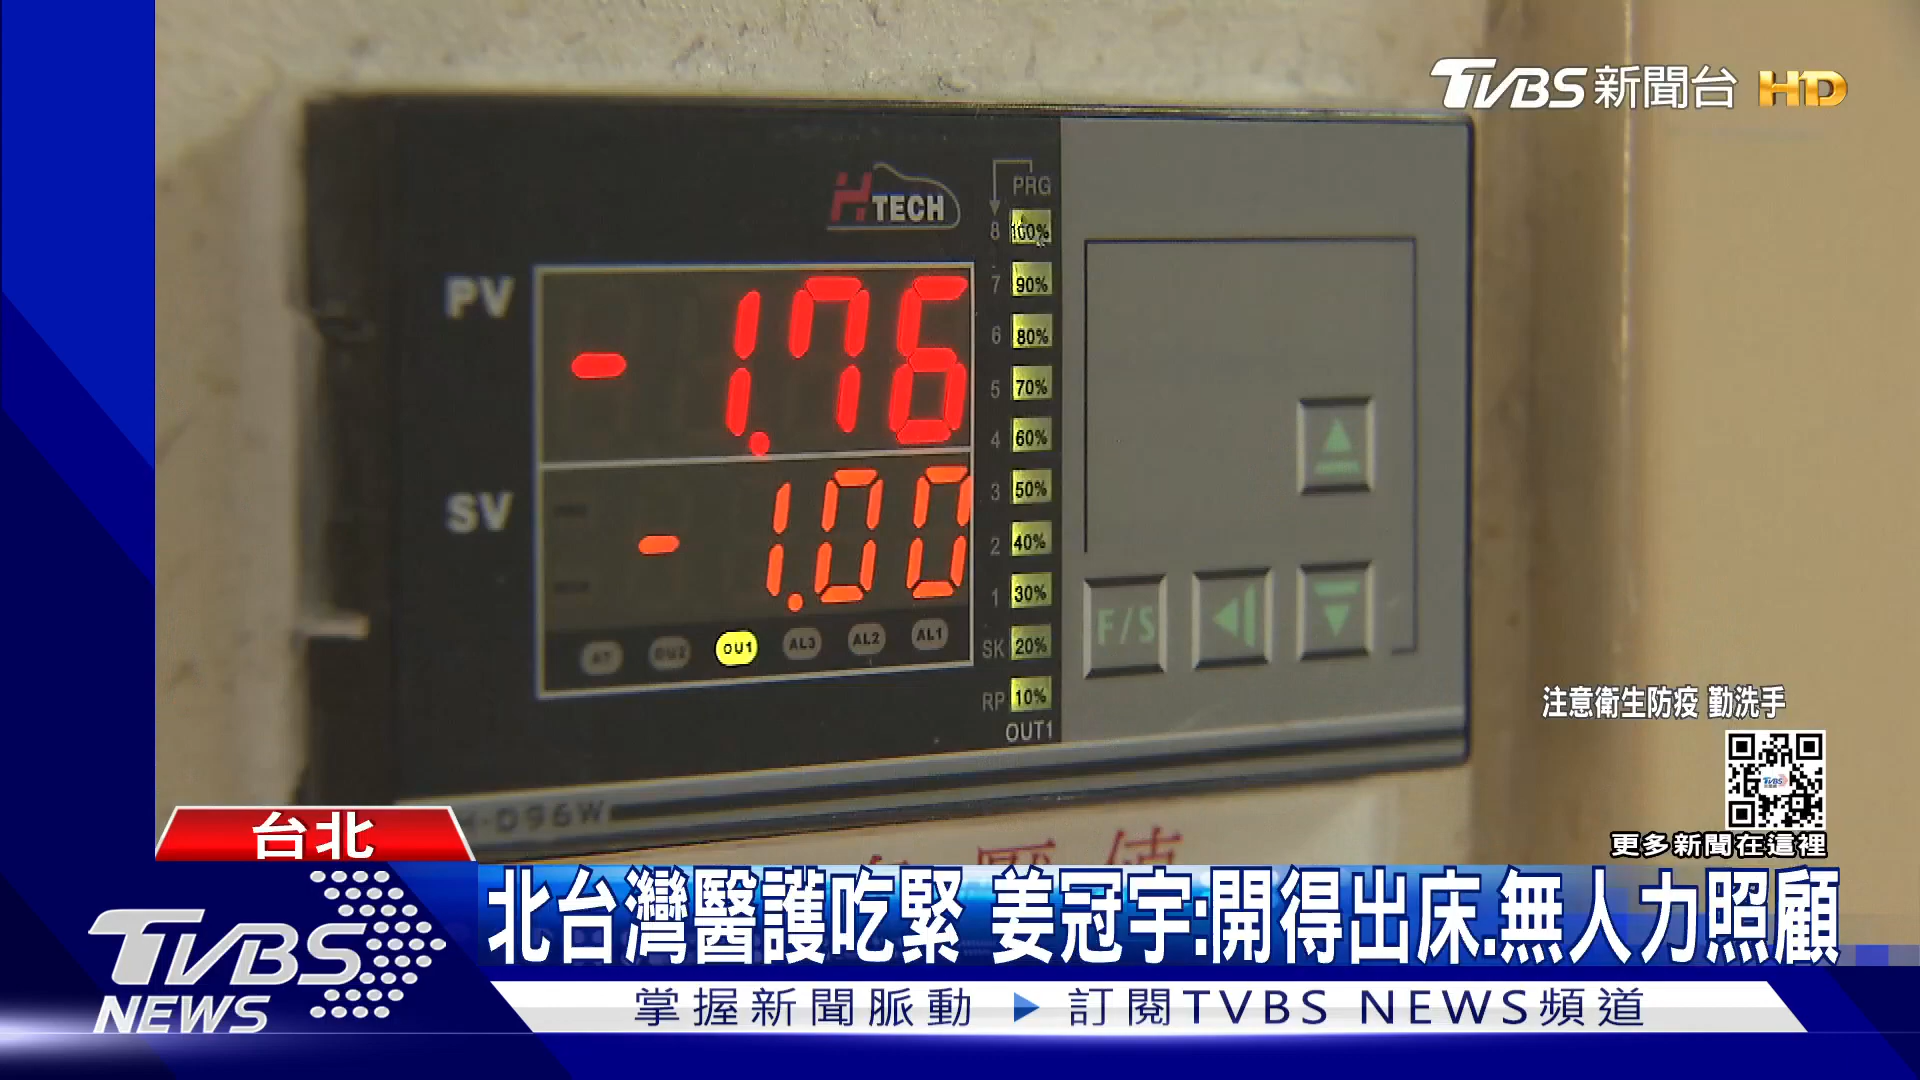 TVBS新聞台 HD
H TECH
PRG
8 100%
PV -1.76
7 90%
6 80%
5 70%
4 60%
SV -1.00
3 50%
2 40%
1 30%
AT OU2 OU1 AL3 AL2 AL1
SK 20%
RP 10%
OUT1
F/S
注意衛生防疫 勤洗手
TVBS
更多新聞在這裡
H-D96W
台北
北台灣醫護吃緊 姜冠宇:開得出床.無人力照顧
TVBS NEWS
掌握新聞脈動 ▶ 訂閱TVBS NEWS頻道